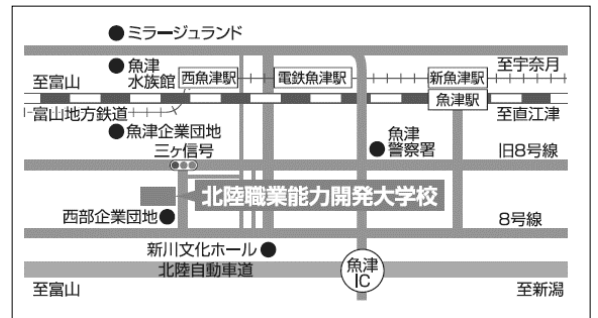 ミラージュランド
魚津
水族館
西魚津駅
電鉄魚津駅
新魚津駅
至宇奈月
至富山
魚津駅
富山地方鉄道
至直江津
魚津企業団地
三ヶ信号
魚津
警察署
旧8号線
北陸職業能力開発大学校
西部企業団地
8号線
新川文化ホール
北陸自動車道
魚津
IC
至富山
至新潟